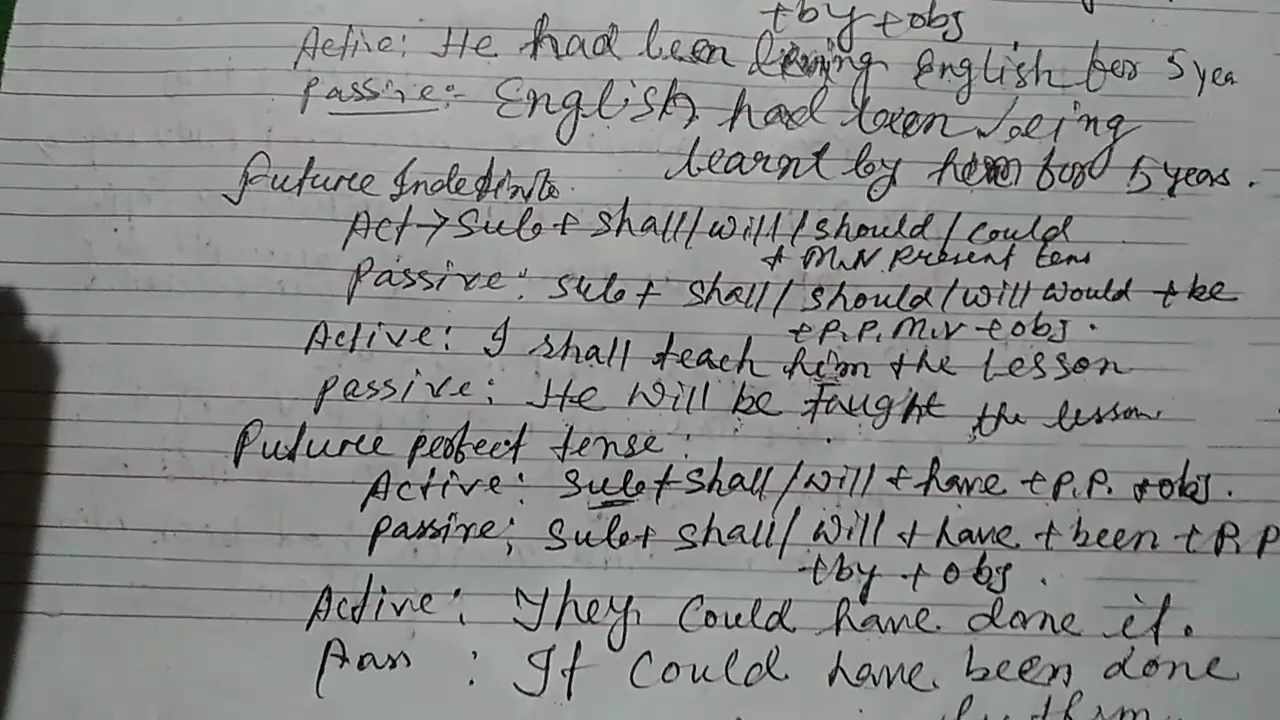 +by+obj
Active: He had been learning English for 5 yea
Passive:- English had been being
learnt by him for 5 years.
Future Indefinite
Act→Sub+ shall/will/should/could
+ M.V. present tens
Passive: sub+ shall/should/will would + be
+P.P. M.V +obj.
Active: I shall teach him the lesson
passive: He will be taught the lesson
Future perfect tense:
Active: Sub+shall/will + have +P.P. +obj.
passive; Sub+ shall/will + have +been +P.P
+by + obj.
Active: They could have done it.
Pass : It could have been done
by them